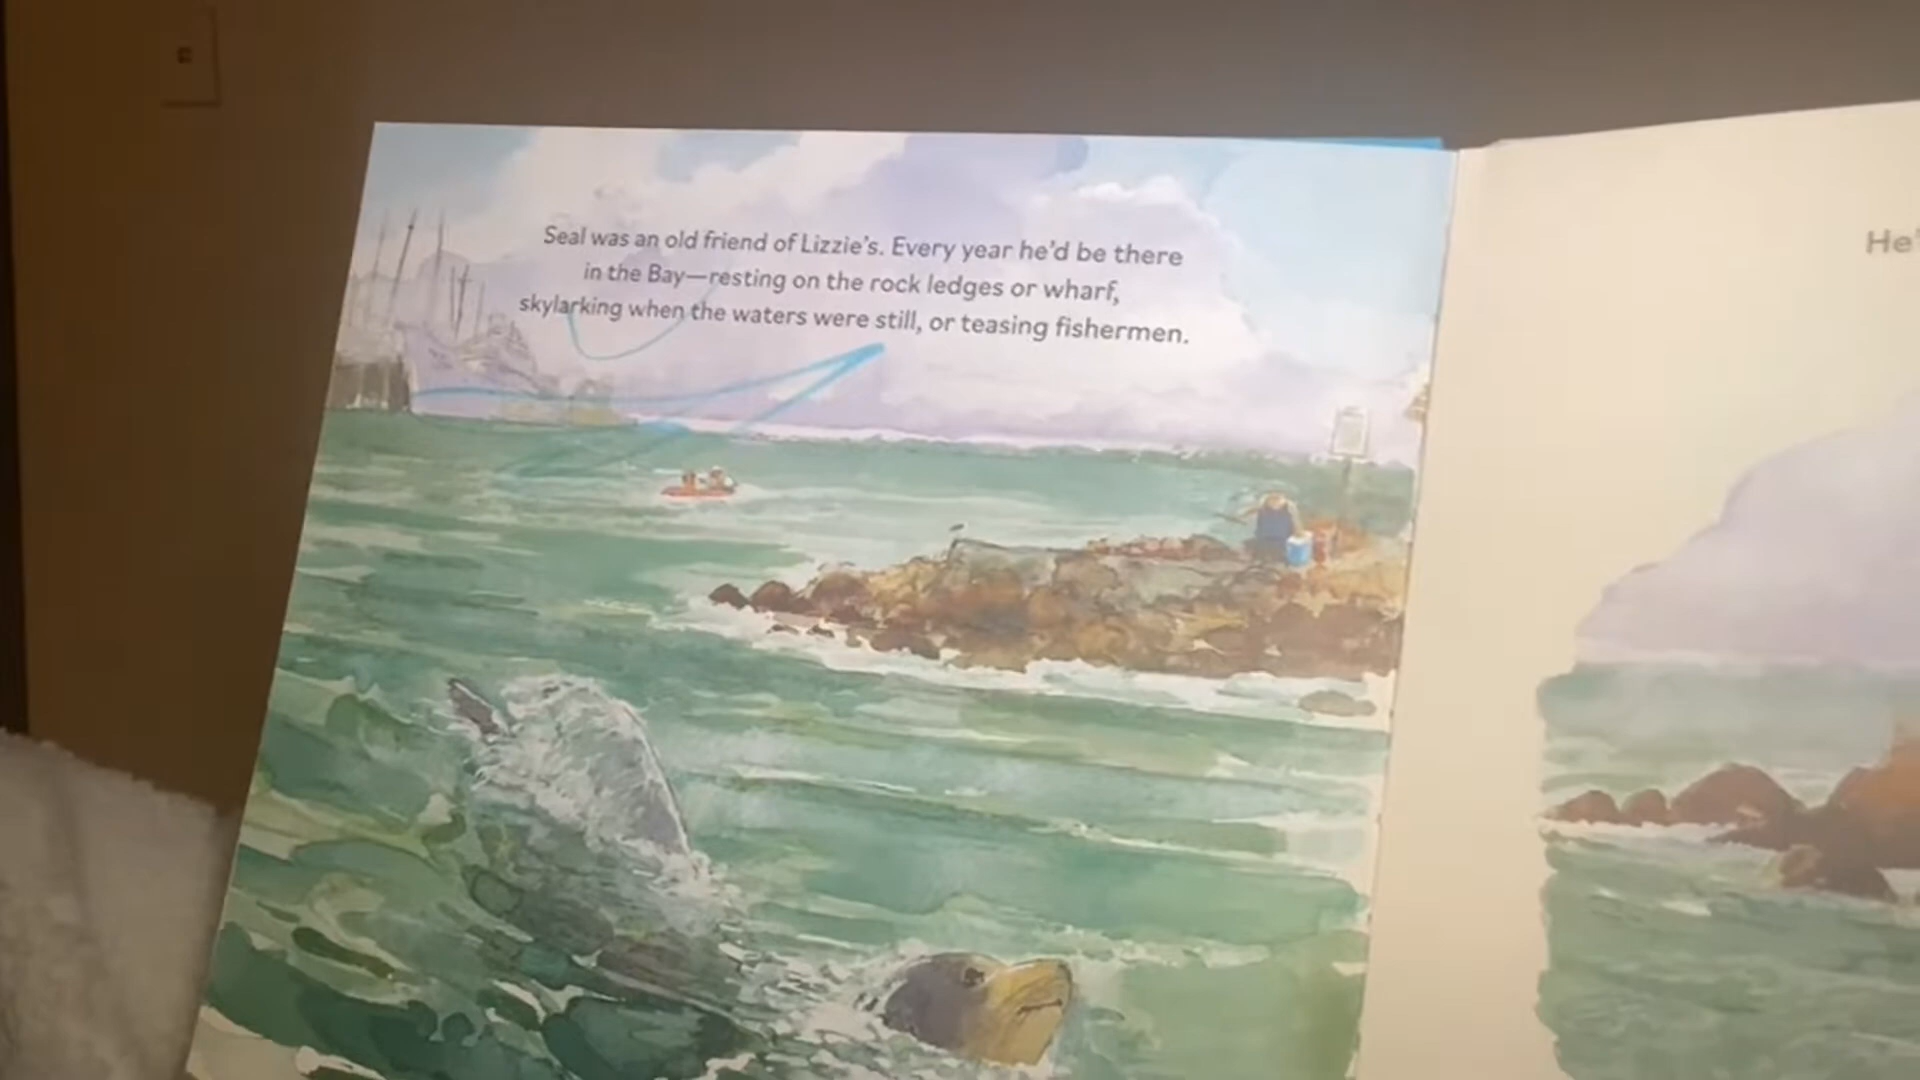 Seal was an old friend of Lizzie's. Every year he'd be there
in the Bay—resting on the rock ledges or wharf,
skylarking when the waters were still, or teasing fishermen.